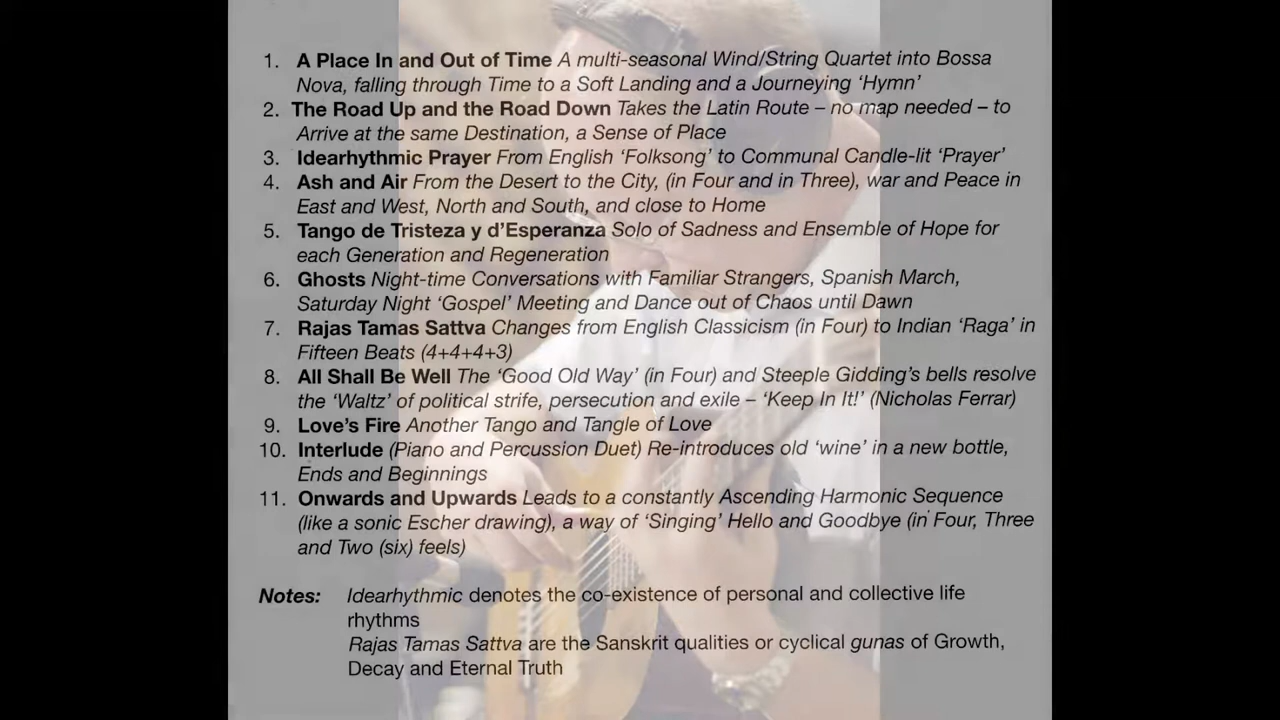 1. A Place In and Out of Time A multi-seasonal Wind/String Quartet into Bossa
Nova, falling through Time to a Soft Landing and a Journeying ‘Hymn’
2. The Road Up and the Road Down Takes the Latin Route – no map needed – to
Arrive at the same Destination, a Sense of Place
3. Idearhythmic Prayer From English ‘Folksong’ to Communal Candle-lit ‘Prayer’
4. Ash and Air From the Desert to the City, (in Four and in Three), war and Peace in
East and West, North and South, and close to Home
5. Tango de Tristeza y d’Esperanza Solo of Sadness and Ensemble of Hope for
each Generation and Regeneration
6. Ghosts Night-time Conversations with Familiar Strangers, Spanish March,
Saturday Night ‘Gospel’ Meeting and Dance out of Chaos until Dawn
7. Rajas Tamas Sattva Changes from English Classicism (in Four) to Indian ‘Raga’ in
Fifteen Beats (4+4+4+3)
8. All Shall Be Well The ‘Good Old Way’ (in Four) and Steeple Gidding’s bells resolve
the ‘Waltz’ of political strife, persecution and exile – ‘Keep In It!’ (Nicholas Ferrar)
9. Love’s Fire Another Tango and Tangle of Love
10. Interlude (Piano and Percussion Duet) Re-introduces old ‘wine’ in a new bottle,
Ends and Beginnings
11. Onwards and Upwards Leads to a constantly Ascending Harmonic Sequence
(like a sonic Escher drawing), a way of ‘Singing’ Hello and Goodbye (in Four, Three
and Two (six) feels)
Notes: Idearhythmic denotes the co-existence of personal and collective life
rhythms
Rajas Tamas Sattva are the Sanskrit qualities or cyclical gunas of Growth,
Decay and Eternal Truth